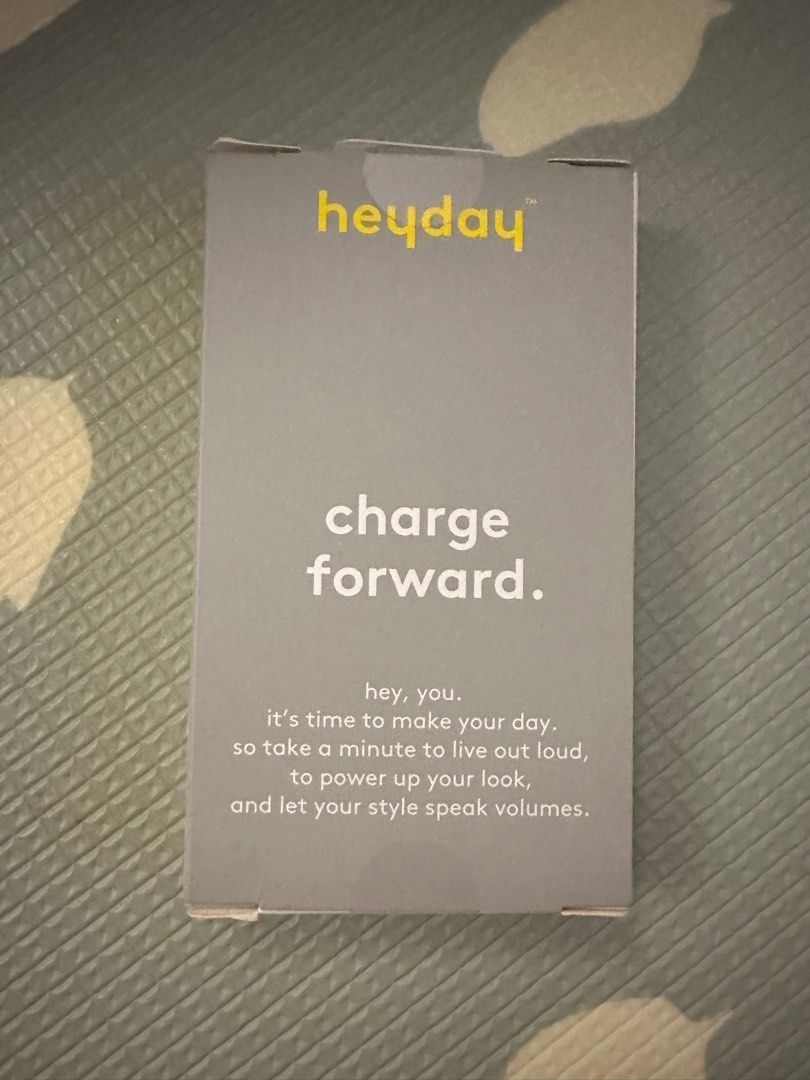 heyday™
charge
forward.
hey, you.
it's time to make your day.
so take a minute to live out loud,
to power up your look,
and let your style speak volumes.